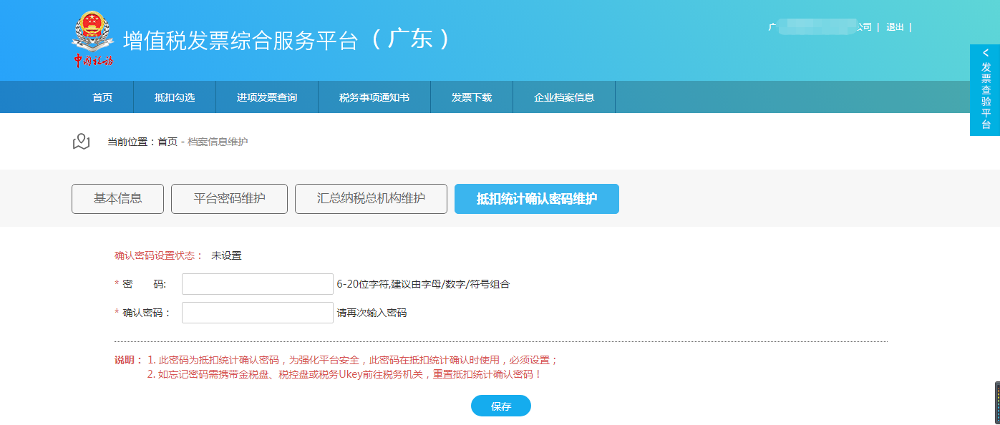 中国税务
增值税发票综合服务平台（广东）
广
公司 | 退出 |
< 发票查验平台
首页 抵扣勾选 进项发票查询 税务事项通知书 发票下载 企业档案信息
当前位置：首页 - 档案信息维护
基本信息 平台密码维护 汇总纳税总机构维护 抵扣统计确认密码维护
确认密码设置状态： 未设置
* 密 码: 6-20位字符,建议由字母/数字/符号组合
* 确认密码： 请再次输入密码
说明： 1. 此密码为抵扣统计确认密码，为强化平台安全，此密码在抵扣统计确认时使用，必须设置；
2. 如忘记密码需携带金税盘、税控盘或税务Ukey前往税务机关，重置抵扣统计确认密码！
保存